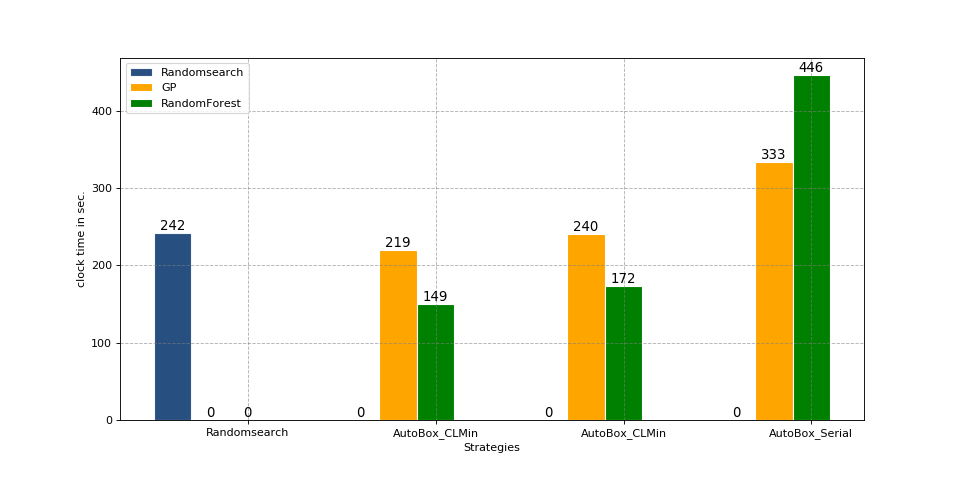 Randomsearch
GP
RandomForest
clock time in sec.
400
300
200
100
0
242
0
0
0
219
149
0
240
172
0
333
446
Randomsearch
AutoBox_CLMin
AutoBox_CLMin
AutoBox_Serial
Strategies